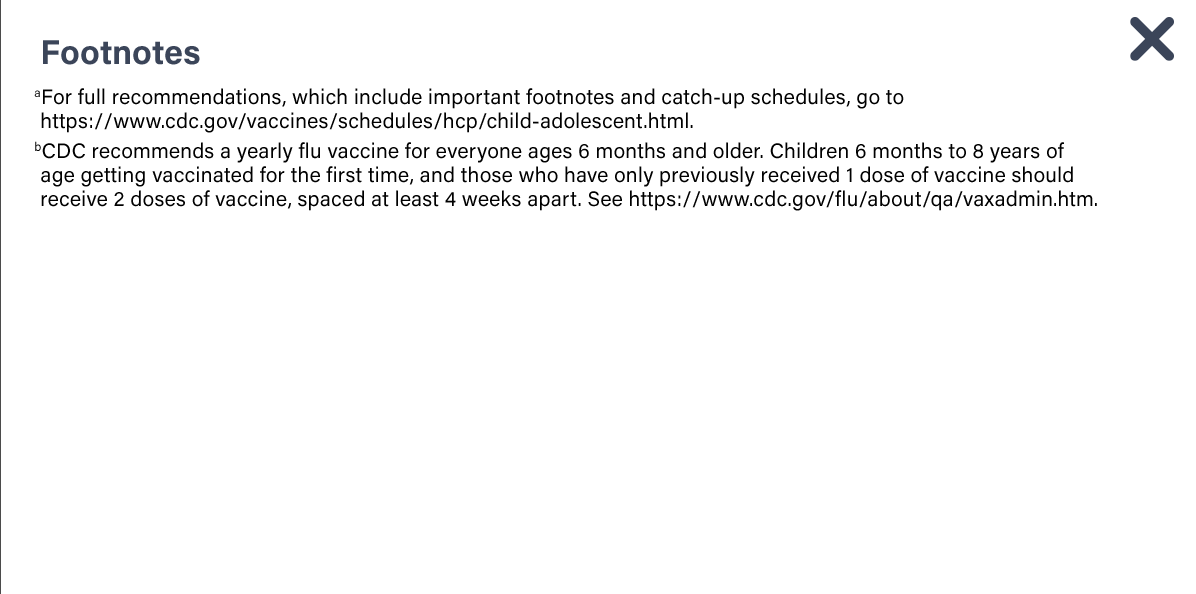 Footnotes
ᵃFor full recommendations, which include important footnotes and catch-up schedules, go to
https://www.cdc.gov/vaccines/schedules/hcp/child-adolescent.html.
ᵇCDC recommends a yearly flu vaccine for everyone ages 6 months and older. Children 6 months to 8 years of
age getting vaccinated for the first time, and those who have only previously received 1 dose of vaccine should
receive 2 doses of vaccine, spaced at least 4 weeks apart. See https://www.cdc.gov/flu/about/qa/vaxadmin.htm.